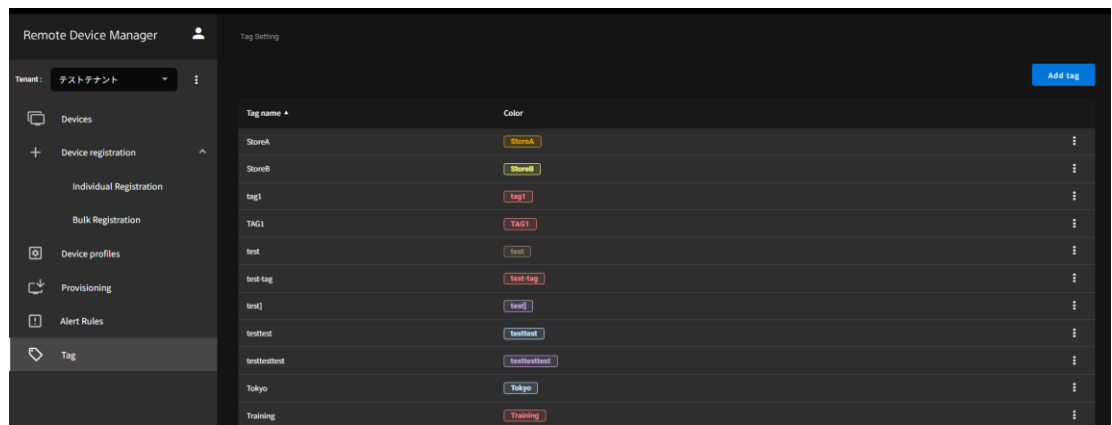 Remote Device Manager
Tag Setting
Tenant : テストテナント
Add tag
Devices
Device registration
Individual Registration
Bulk Registration
Device profiles
Provisioning
Alert Rules
Tag
Tag name Color
StoreA StoreA
StoreB StoreB
tag1 tag1
TAG1 TAG1
test test
test-tag test-tag
test] test]
testtest testtest
testtesttest testtesttest
Tokyo Tokyo
Training Training